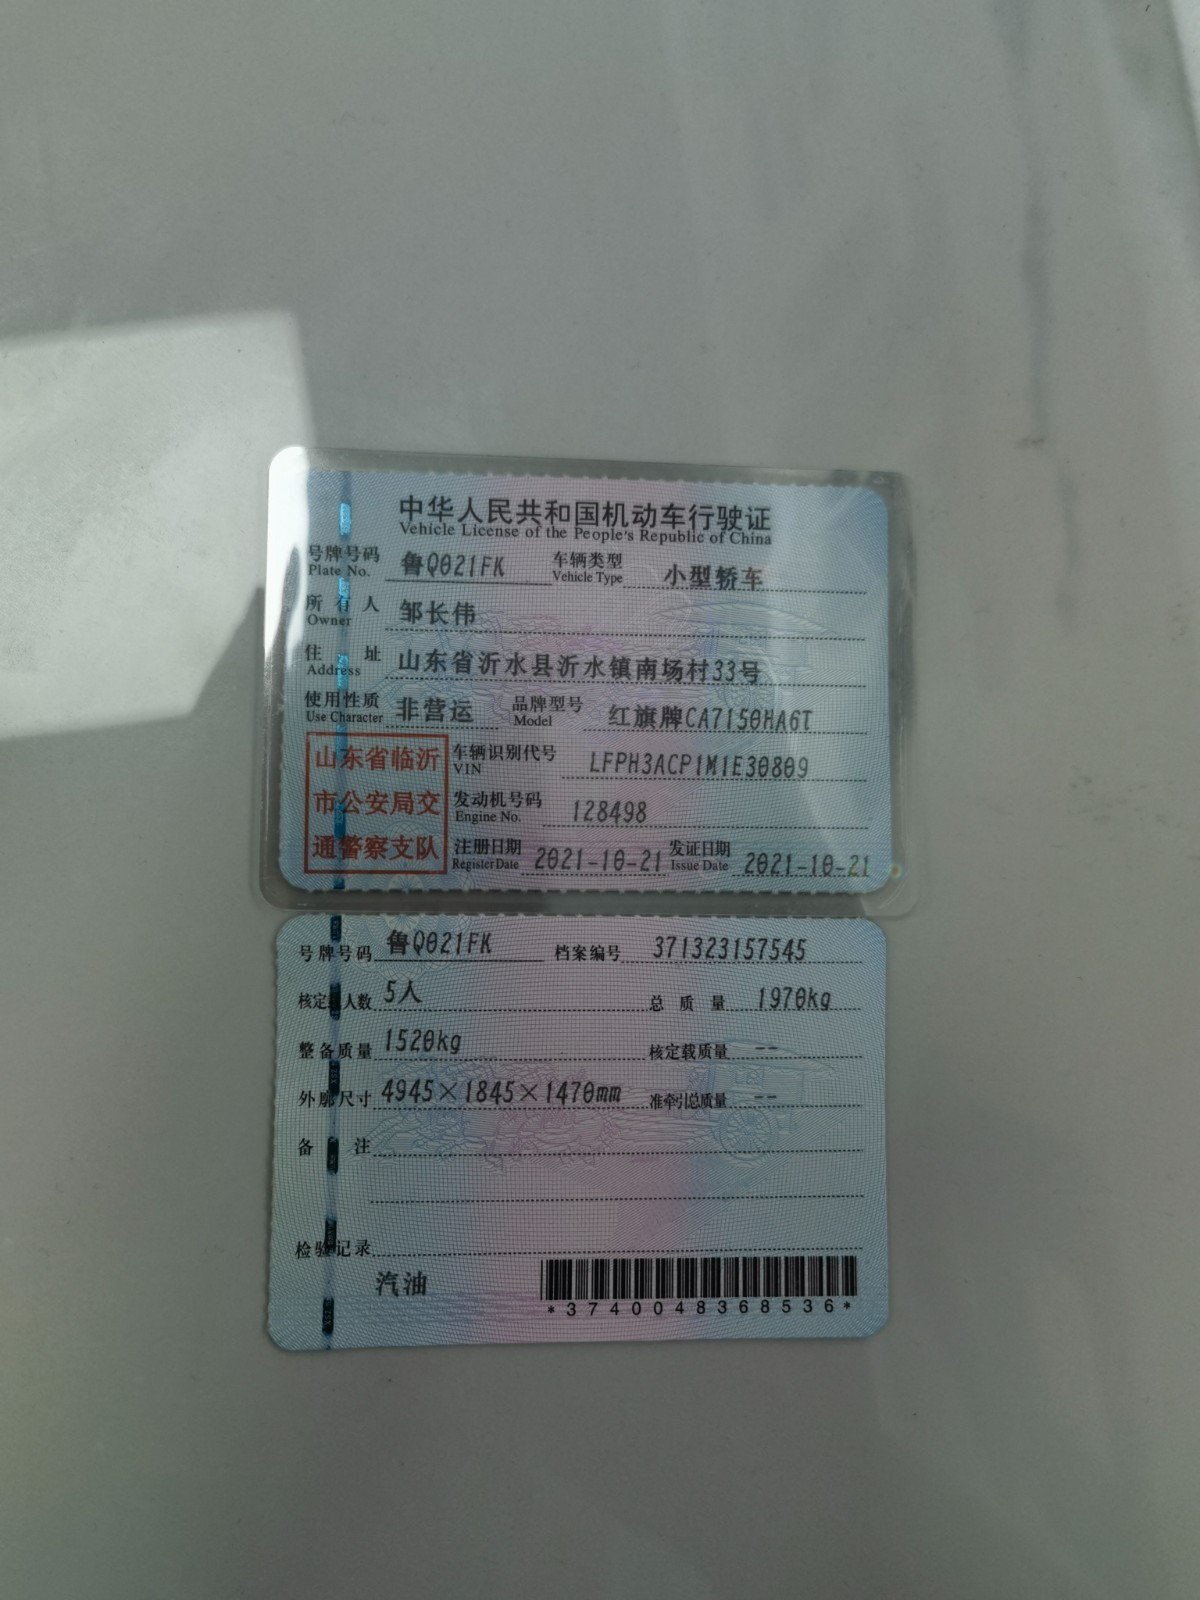 中华人民共和国机动车行驶证
Vehicle License of the People's Republic of China
号牌号码 鲁Q021FK 车辆类型 小型轿车
Plate No. Vehicle Type
所有人 邹长伟
Owner
住址 山东省沂水县沂水镇南场村33号
Address
使用性质 非营运 品牌型号 红旗牌CA7150HA6T
Use Character Model
山东省临沂
市公安局交
通警察支队
车辆识别代号 LFPH3ACP1M1E30809
VIN
发动机号码 128498
Engine No.
注册日期 2021-10-21 发证日期 2021-10-21
Register Date Issue Date
号牌号码 鲁Q021FK 档案编号 371323157545
核定载人数 5人 总质量 1970kg
整备质量 1520kg 核定载质量 --
外廓尺寸 4945×1845×1470mm 准牵引总质量 --
备注
检验记录
汽油
*3740048368536*